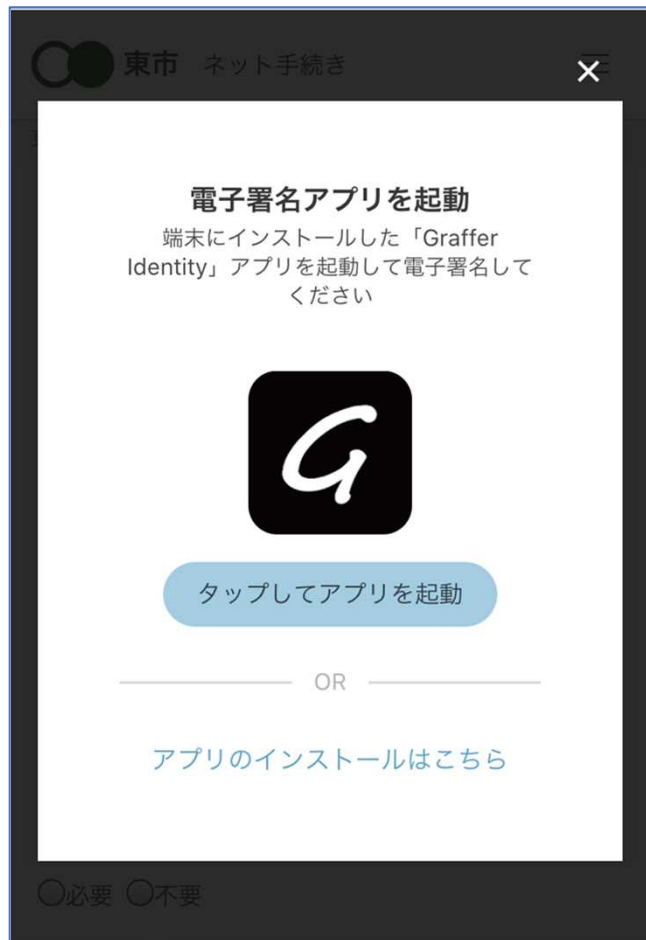 東市 ネット手続き
電子署名アプリを起動
端末にインストールした「Graffer
Identity」アプリを起動して電子署名して
ください
G
タップしてアプリを起動
OR
アプリのインストールはこちら
〇必要 〇不要